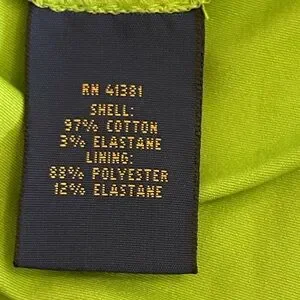 RN 41381
SHELL:
97% COTTON
3% ELASTANE
LINING:
88% POLYESTER
12% ELASTANE